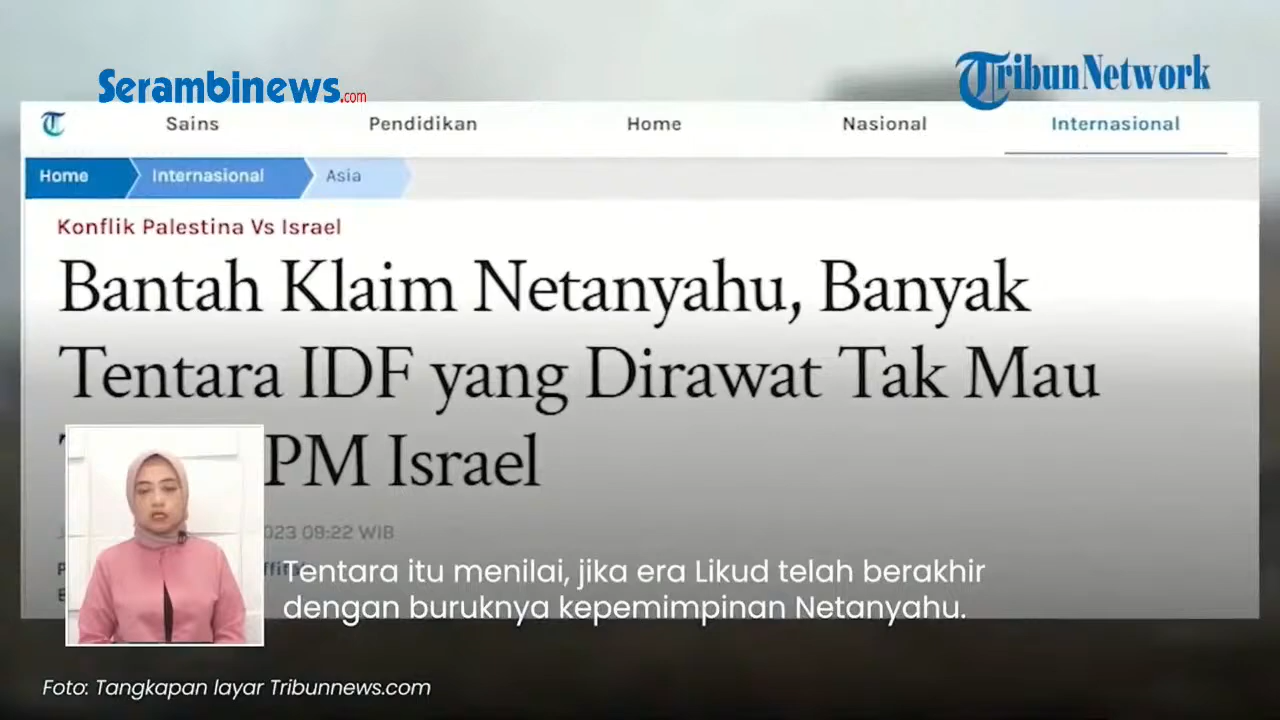 Serambinews.com
TribunNetwork
Sains Pendidikan Home Nasional Internasional
Home Internasional Asia
Konflik Palestina Vs Israel
Bantah Klaim Netanyahu, Banyak
Tentara IDF yang Dirawat Tak Mau
PM Israel
023 09:22 WIB
Tentara itu menilai, jika era Likud telah berakhir
dengan buruknya kepemimpinan Netanyahu.
Foto: Tangkapan layar Tribunnews.com